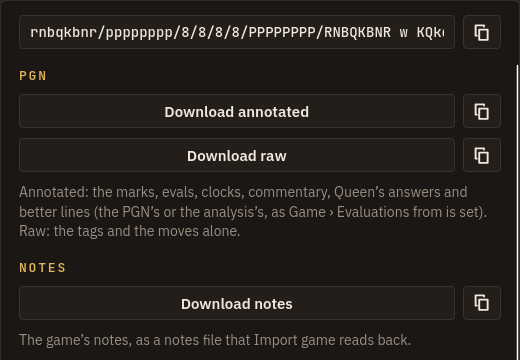 rnbqkbnr/pppppppp/8/8/8/8/PPPPPPPP/RNBQKBNR w KQk
PGN
Download annotated
Download raw
Annotated: the marks, evals, clocks, commentary, Queen’s answers and
better lines (the PGN’s or the analysis’s, as Game › Evaluations from is set).
Raw: the tags and the moves alone.
NOTES
Download notes
The game’s notes, as a notes file that Import game reads back.